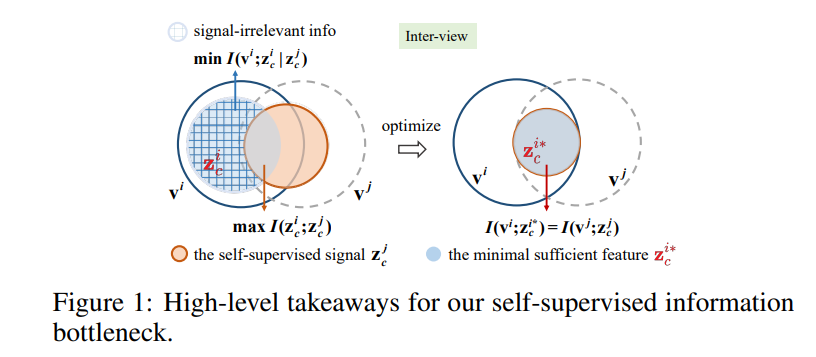 signal-irrelevant info
min I(v^i;z_c^i|z_c^j)
Inter-view
z_c^i
v^i
v^j
max I(z_c^i;z_c^j)
optimize
z_c^{i*}
v^i
v^j
I(v^i;z_c^{i*})=I(v^j;z_c^j)
the self-supervised signal z_c^j
the minimal sufficient feature z_c^{i*}
Figure 1: High-level takeaways for our self-supervised information
bottleneck.